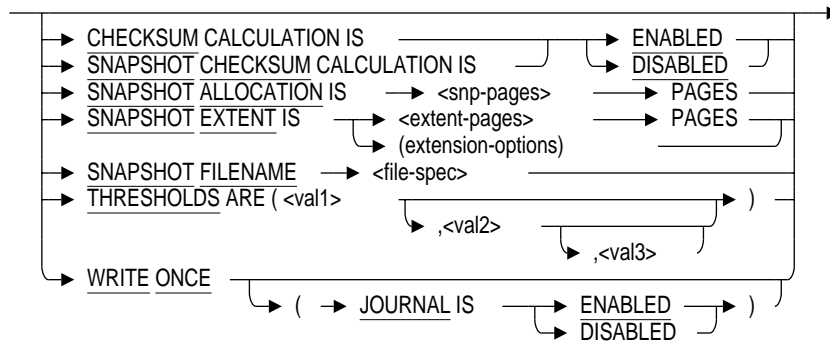 CHECKSUM CALCULATION IS ENABLED
SNAPSHOT CHECKSUM CALCULATION IS DISABLED
SNAPSHOT ALLOCATION IS <snp-pages> PAGES
SNAPSHOT EXTENT IS <extent-pages> PAGES
(extension-options)
SNAPSHOT FILENAME <file-spec>
THRESHOLDS ARE ( <val1> )
,<val2>
,<val3>
WRITE ONCE
( JOURNAL IS ENABLED )
DISABLED